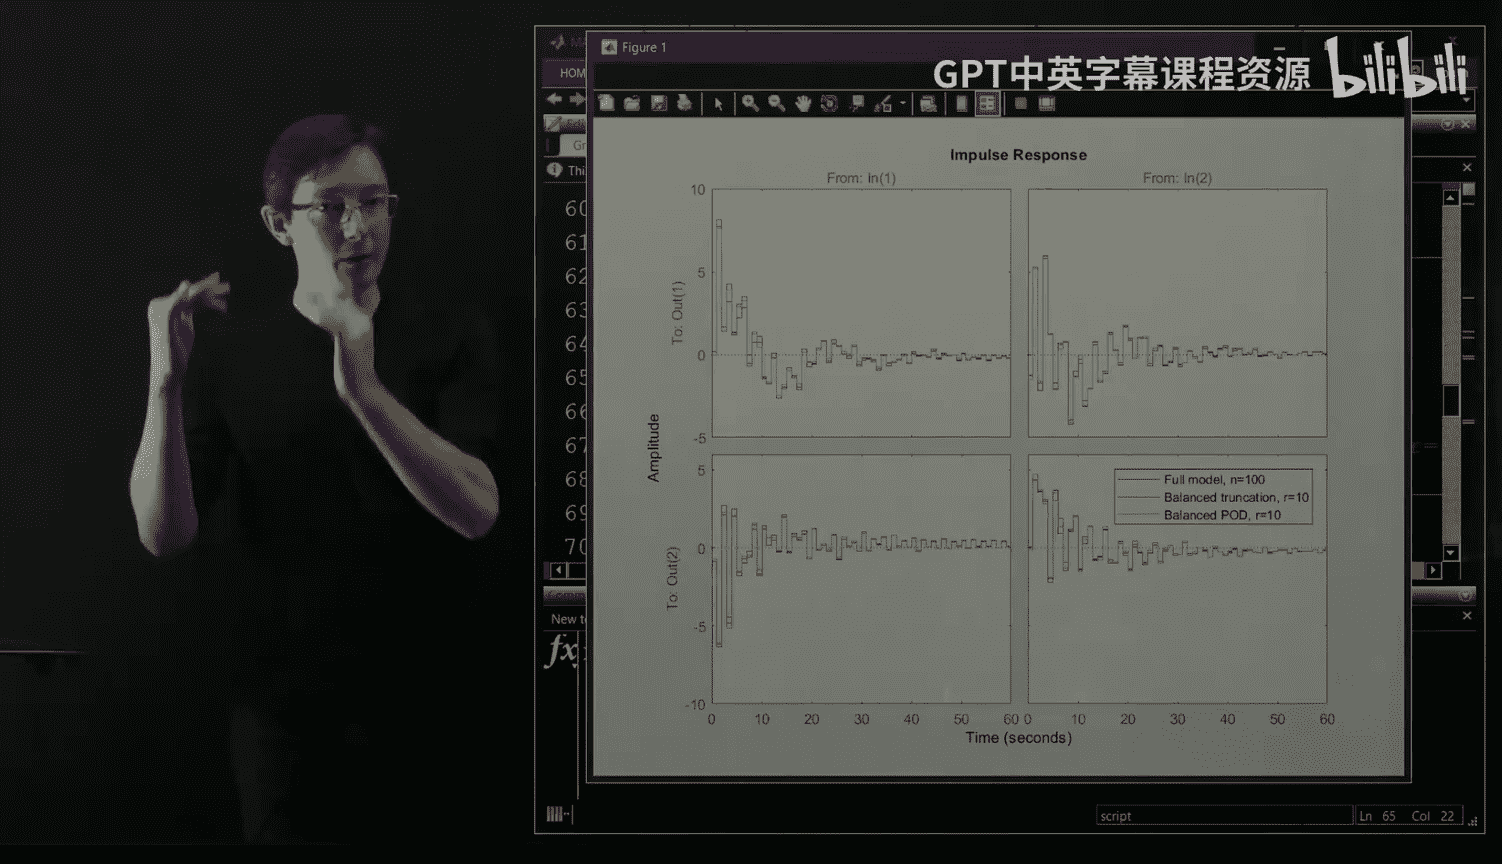 Figure 1
GPT中英字幕课程资源 bilibili
HOM
Gr
Thi
60
61
62
63
64
65
66
67
68
69
70
Impulse Response
From: In(1) From: In(2)
10
5
0
-5
To: Out(1)
Amplitude
5
0
-5
-10
To: Out(2)
Full model, n=100
Balanced truncation, r=10
Balanced POD, r=10
0 10 20 30 40 50 60 0 10 20 30 40 50 60
Time (seconds)
New to
fx
script
Ln 65 Col 22